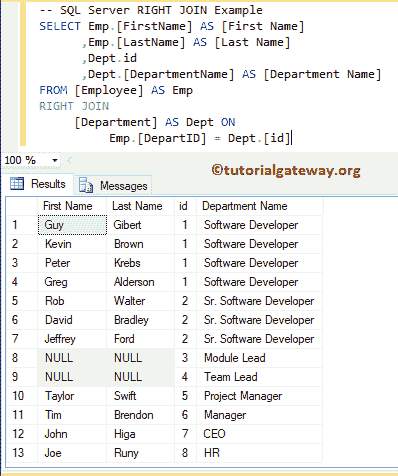 -- SQL Server RIGHT JOIN Example
SELECT Emp.[FirstName] AS [First Name]
,Emp.[LastName] AS [Last Name]
,Dept.id
,Dept.[DepartmentName] AS [Department Name]
FROM [Employee] AS Emp
RIGHT JOIN
[Department] AS Dept ON
Emp.[DepartID] = Dept.[id]
100 %
©tutorialgateway.org
Results Messages
First Name Last Name id Department Name
1 Guy Gibert 1 Software Developer
2 Kevin Brown 1 Software Developer
3 Peter Krebs 1 Software Developer
4 Greg Alderson 1 Software Developer
5 Rob Walter 2 Sr. Software Developer
6 David Bradley 2 Sr. Software Developer
7 Jeffrey Ford 2 Sr. Software Developer
8 NULL NULL 3 Module Lead
9 NULL NULL 4 Team Lead
10 Taylor Swift 5 Project Manager
11 Tim Brendon 6 Manager
12 John Higa 7 CEO
13 Joe Runy 8 HR